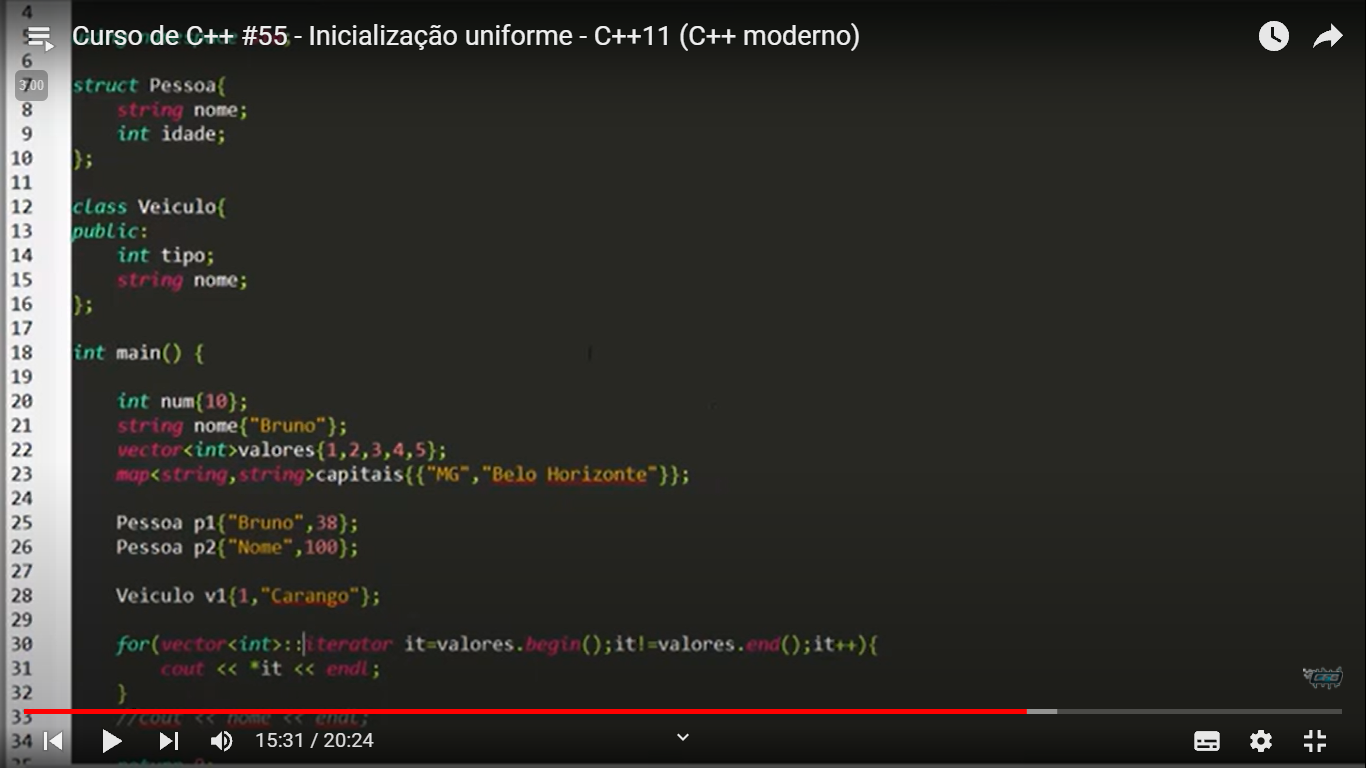 4
5
Curso de C++ #55 - Inicialização uniforme - C++11 (C++ moderno)
6
3:00
7 struct Pessoa{
8 string nome;
9 int idade;
10 };
11
12 class Veiculo{
13 public:
14 int tipo;
15 string nome;
16 };
17
18 int main() {
19
20 int num{10};
21 string nome{"Bruno"};
22 vector<int>valores{1,2,3,4,5};
23 map<string,string>capitais{{"MG","Belo Horizonte"}};
24
25 Pessoa p1{"Bruno",38};
26 Pessoa p2{"Nome",100};
27
28 Veiculo v1{1,"Carango"};
29
30 for(vector<int>::iterator it=valores.begin();it!=valores.end();it++){
31 cout << *it << endl;
32 }
33 //cout << nome << endl;
34
15:31 / 20:24
35 return 0;